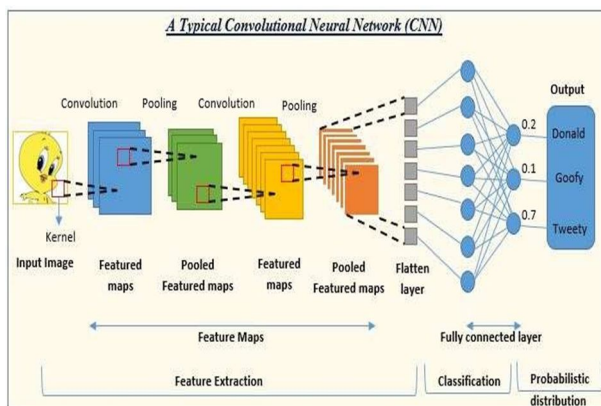 A Typical Convolutional Neural Network (CNN)
Convolution
Pooling
Convolution
Pooling
Output
0.2
Donald
0.1
Goofy
0.7
Tweety
Kernel
Input Image
Featured
maps
Pooled
Featured maps
Featured
maps
Pooled
Featured maps
Flatten
layer
Feature Maps
Fully connected layer
Feature Extraction
Classification
Probabilistic
distribution